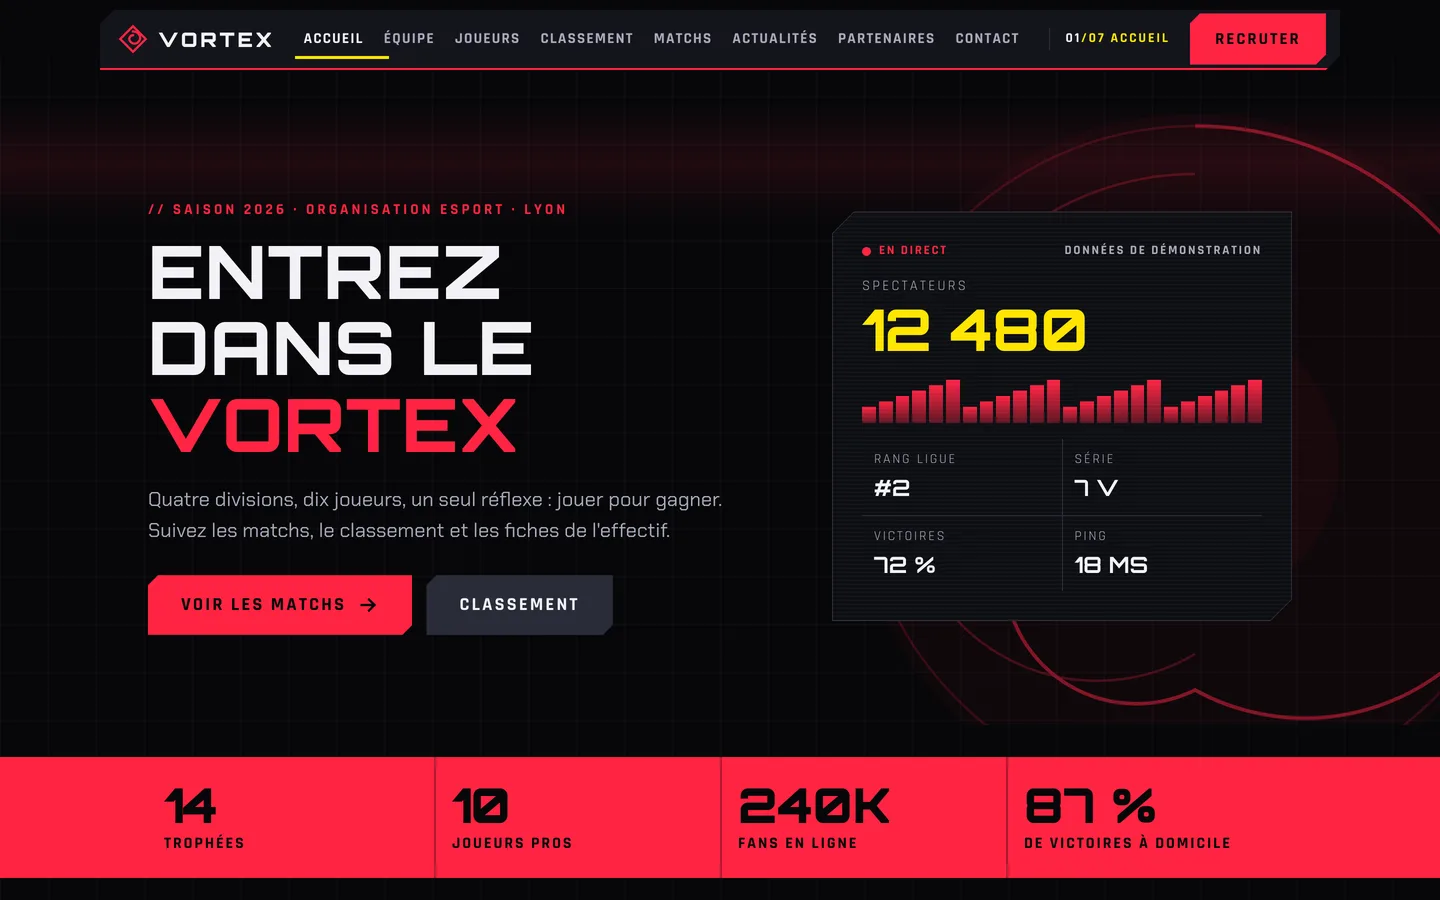 VORTEX
ACCUEIL ÉQUIPE JOUEURS CLASSEMENT MATCHS ACTUALITÉS PARTENAIRES CONTACT
01/07 ACCUEIL
RECRUTER
// SAISON 2026 · ORGANISATION ESPORT · LYON
ENTREZ
DANS LE
VORTEX
Quatre divisions, dix joueurs, un seul réflexe : jouer pour gagner.
Suivez les matchs, le classement et les fiches de l'effectif.
VOIR LES MATCHS →
CLASSEMENT
EN DIRECT
DONNÉES DE DÉMONSTRATION
SPECTATEURS
12 480
RANG LIGUE
#2
SÉRIE
7 V
VICTOIRES
72 %
PING
18 MS
14
TROPHÉES
10
JOUEURS PROS
240K
FANS EN LIGNE
87 %
DE VICTOIRES À DOMICILE